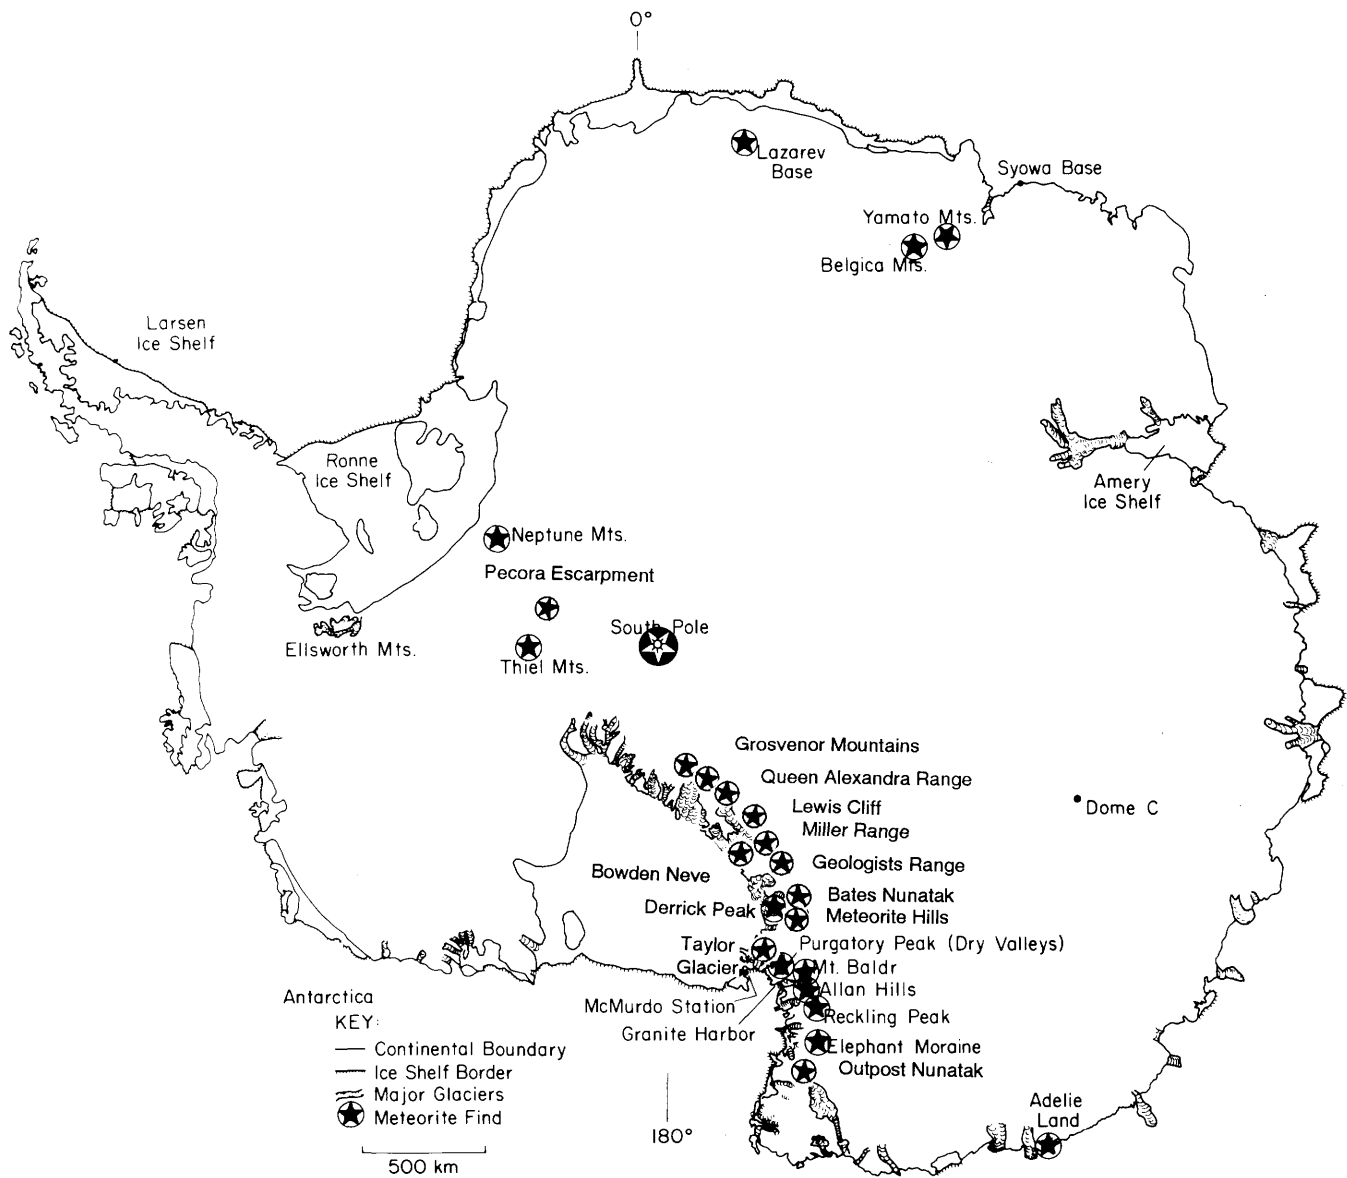 0°
Lazarev
Base
Syowa Base
Yamato Mts.
Belgica Mts.
Larsen
Ice Shelf
Ronne
Ice Shelf
Amery
Ice Shelf
Neptune Mts.
Pecora Escarpment
South Pole
Ellsworth Mts.
Thiel Mts.
Grosvenor Mountains
Queen Alexandra Range
Lewis Cliff
Dome C
Miller Range
Geologists Range
Bowden Neve
Bates Nunatak
Derrick Peak
Meteorite Hills
Taylor
Glacier
Purgatory Peak (Dry Valleys)
Mt. Baldr
Allan Hills
McMurdo Station
Reckling Peak
Granite Harbor
Elephant Moraine
Outpost Nunatak
Adelie
Land
180°
Antarctica
KEY:
Continental Boundary
Ice Shelf Border
Major Glaciers
Meteorite Find
500 km